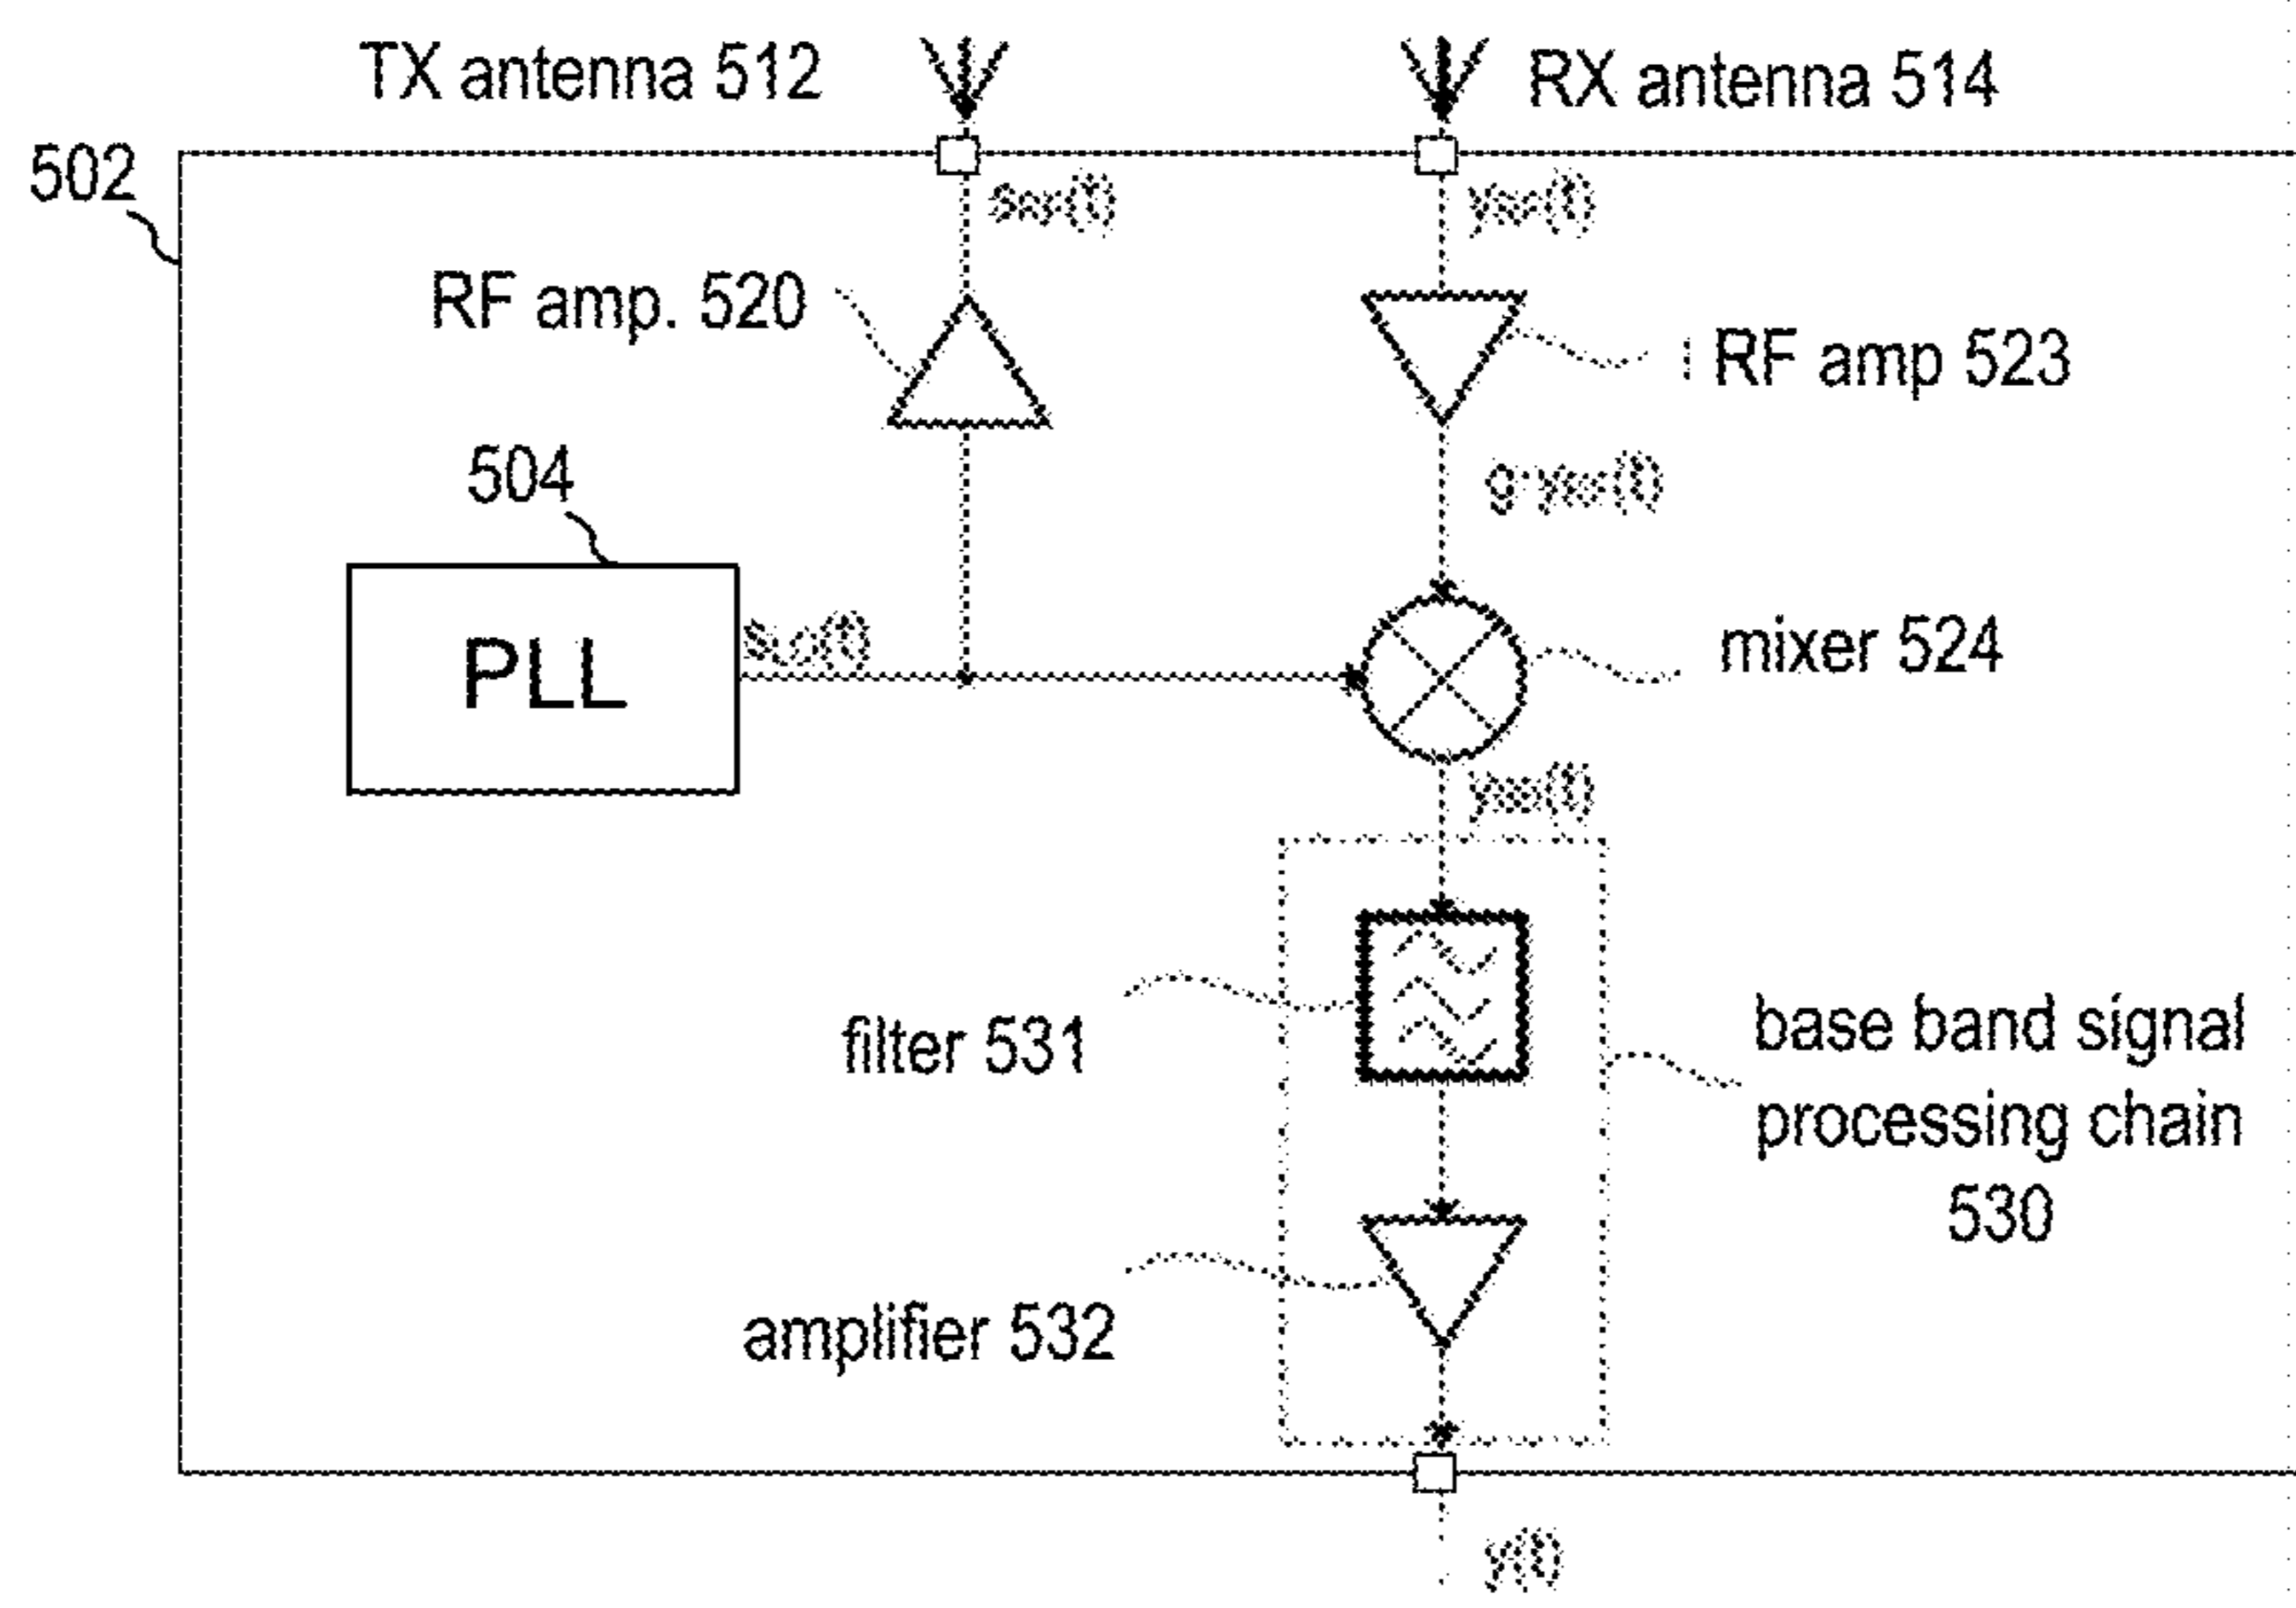 TX antenna 512
RX antenna 514
502
RF amp. 520
RF amp 523
504
PLL
mixer 524
filter 531
base band signal
processing chain
530
amplifier 532
y(t)